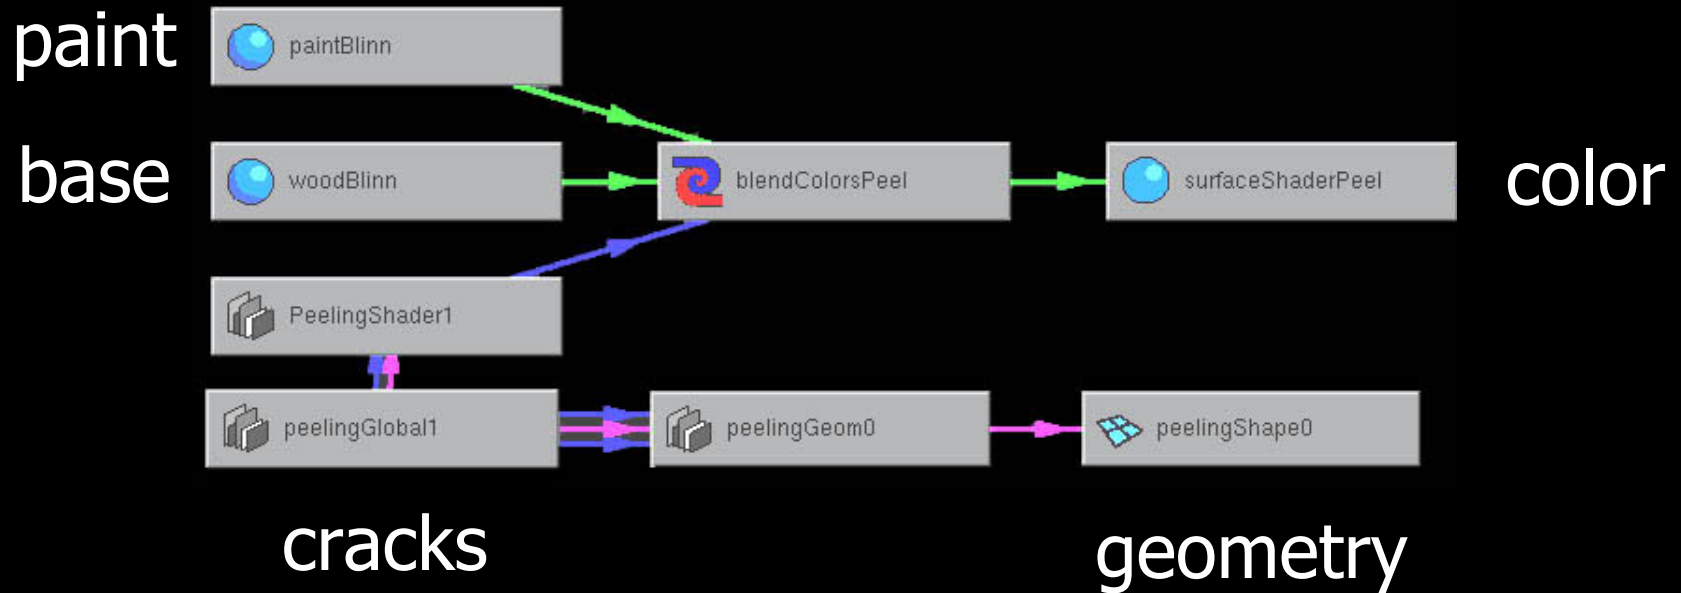 paint
paintBlinn
base
woodBlinn
blendColorsPeel
surfaceShaderPeel
color
PeelingShader1
peelingGlobal1
peelingGeom0
peelingShape0
cracks
geometry